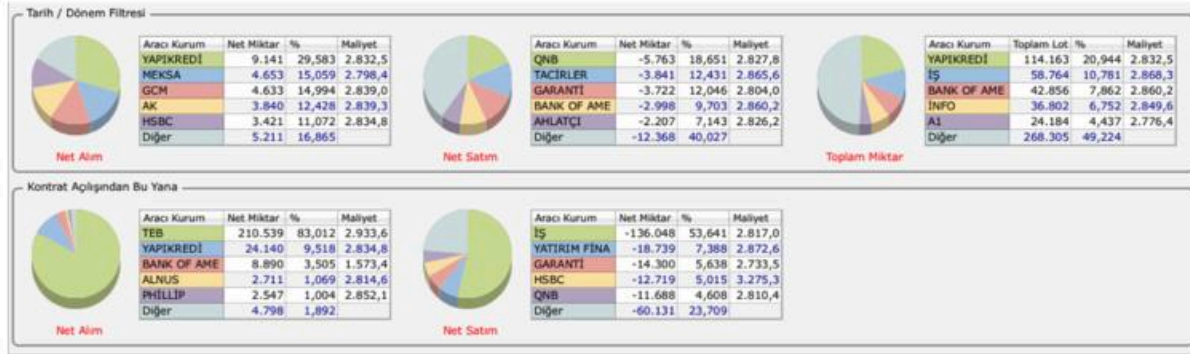 Tarih / Dönem Filtresi
Aracı Kurum Net Miktar % Maliyet
YAPIKREDİ 9.141 29,583 2.832,5
MEKSA 4.653 15,059 2.798,4
GCM 4.633 14,994 2.839,0
AK 3.840 12,428 2.839,3
HSBC 3.421 11,072 2.834,8
Diğer 5.211 16,865
Net Alım
Aracı Kurum Net Miktar % Maliyet
QNB -5.763 18,651 2.827,8
TACİRLER -3.841 12,431 2.865,6
GARANTİ -3.722 12,046 2.804,0
BANK OF AME -2.998 9,703 2.860,2
AHLATÇI -2.207 7,143 2.826,2
Diğer -12.368 40,027
Net Satım
Aracı Kurum Toplam Lot % Maliyet
YAPIKREDİ 114.163 20,944 2.832,5
İŞ 58.764 10,781 2.868,3
BANK OF AME 42.856 7,862 2.860,2
İNFO 36.802 6,752 2.849,6
A1 24.184 4,437 2.776,4
Diğer 268.305 49,224
Toplam Miktar
Kontrat Açılışından Bu Yana
Aracı Kurum Net Miktar % Maliyet
TEB 210.539 83,012 2.933,6
YAPIKREDİ 24.140 9,518 2.834,8
BANK OF AME 8.890 3,505 1.573,4
ALNUS 2.711 1,069 2.814,6
PHİLLİP 2.547 1,004 2.852,1
Diğer 4.798 1,892
Net Alım
Aracı Kurum Net Miktar % Maliyet
İŞ -136.048 53,641 2.817,0
YATIRIM FİNA -18.739 7,388 2.872,6
GARANTİ -14.300 5,638 2.733,5
HSBC -12.719 5,015 3.275,3
QNB -11.688 4,608 2.810,4
Diğer -60.131 23,709
Net Satım